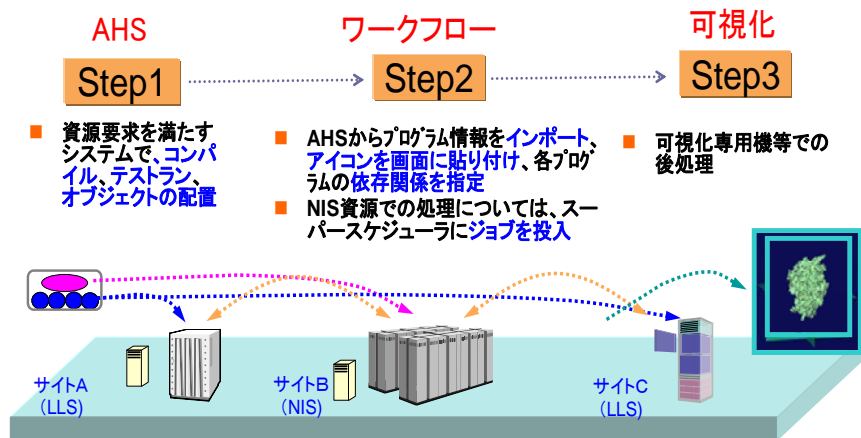 AHS
Step1
資源要求を満たす
システムで、コンパ
イル、テストラン、
オブジェクトの配置
ワークフロー
Step2
AHSからプログラム情報をインポート、
アイコンを画面に貼り付け、各プログ
ラムの依存関係を指定
NIS資源での処理については、スー
パースケジューラにジョブを投入
可視化
Step3
可視化専用機等での
後処理
サイトA
(LLS)
サイトB
(NIS)
サイトC
(LLS)